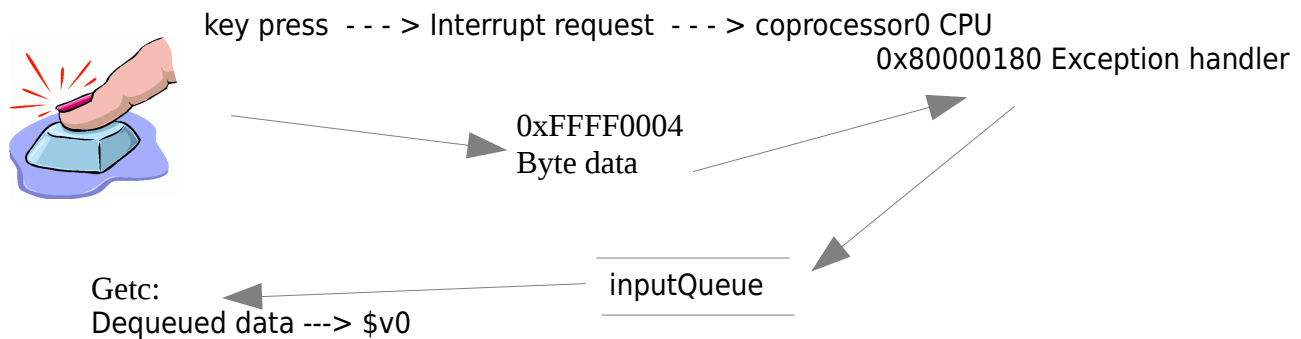 key press - - - > Interrupt request - - - > coprocessor0 CPU
0x80000180 Exception handler
0xFFFF0004
Byte data
inputQueue
Getc:
Dequeued data ---> $v0